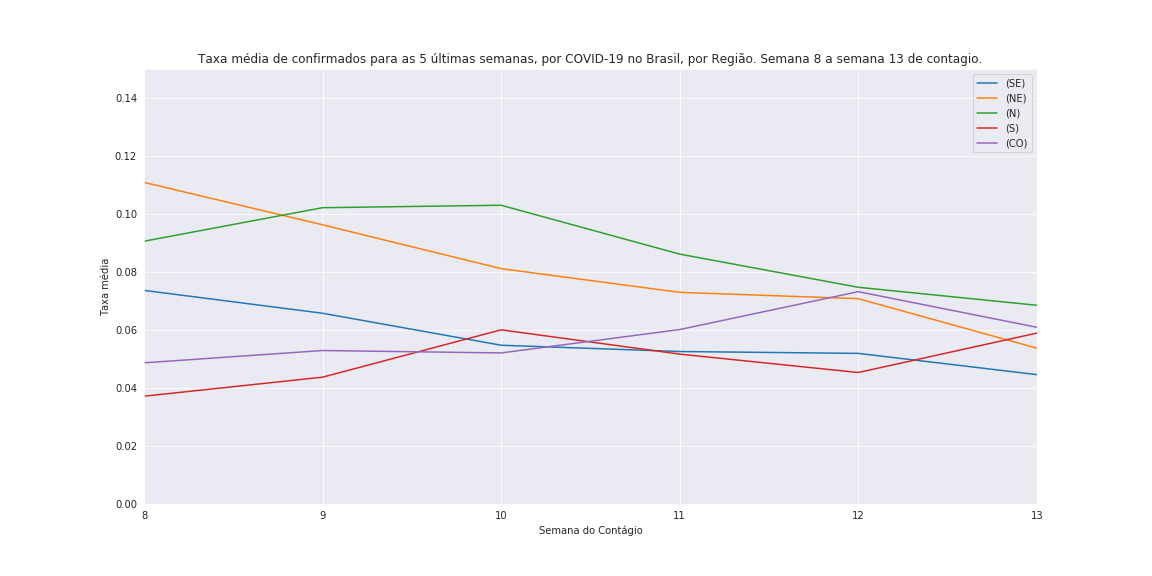 Taxa média de confirmados para as 5 últimas semanas, por COVID-19 no Brasil, por Região. Semana 8 a semana 13 de contagio.
(SE)
(NE)
(N)
(S)
(CO)
0.14
0.12
0.10
0.08
0.06
0.04
0.02
0.00
Taxa média
8 9 10 11 12 13
Semana do Contágio